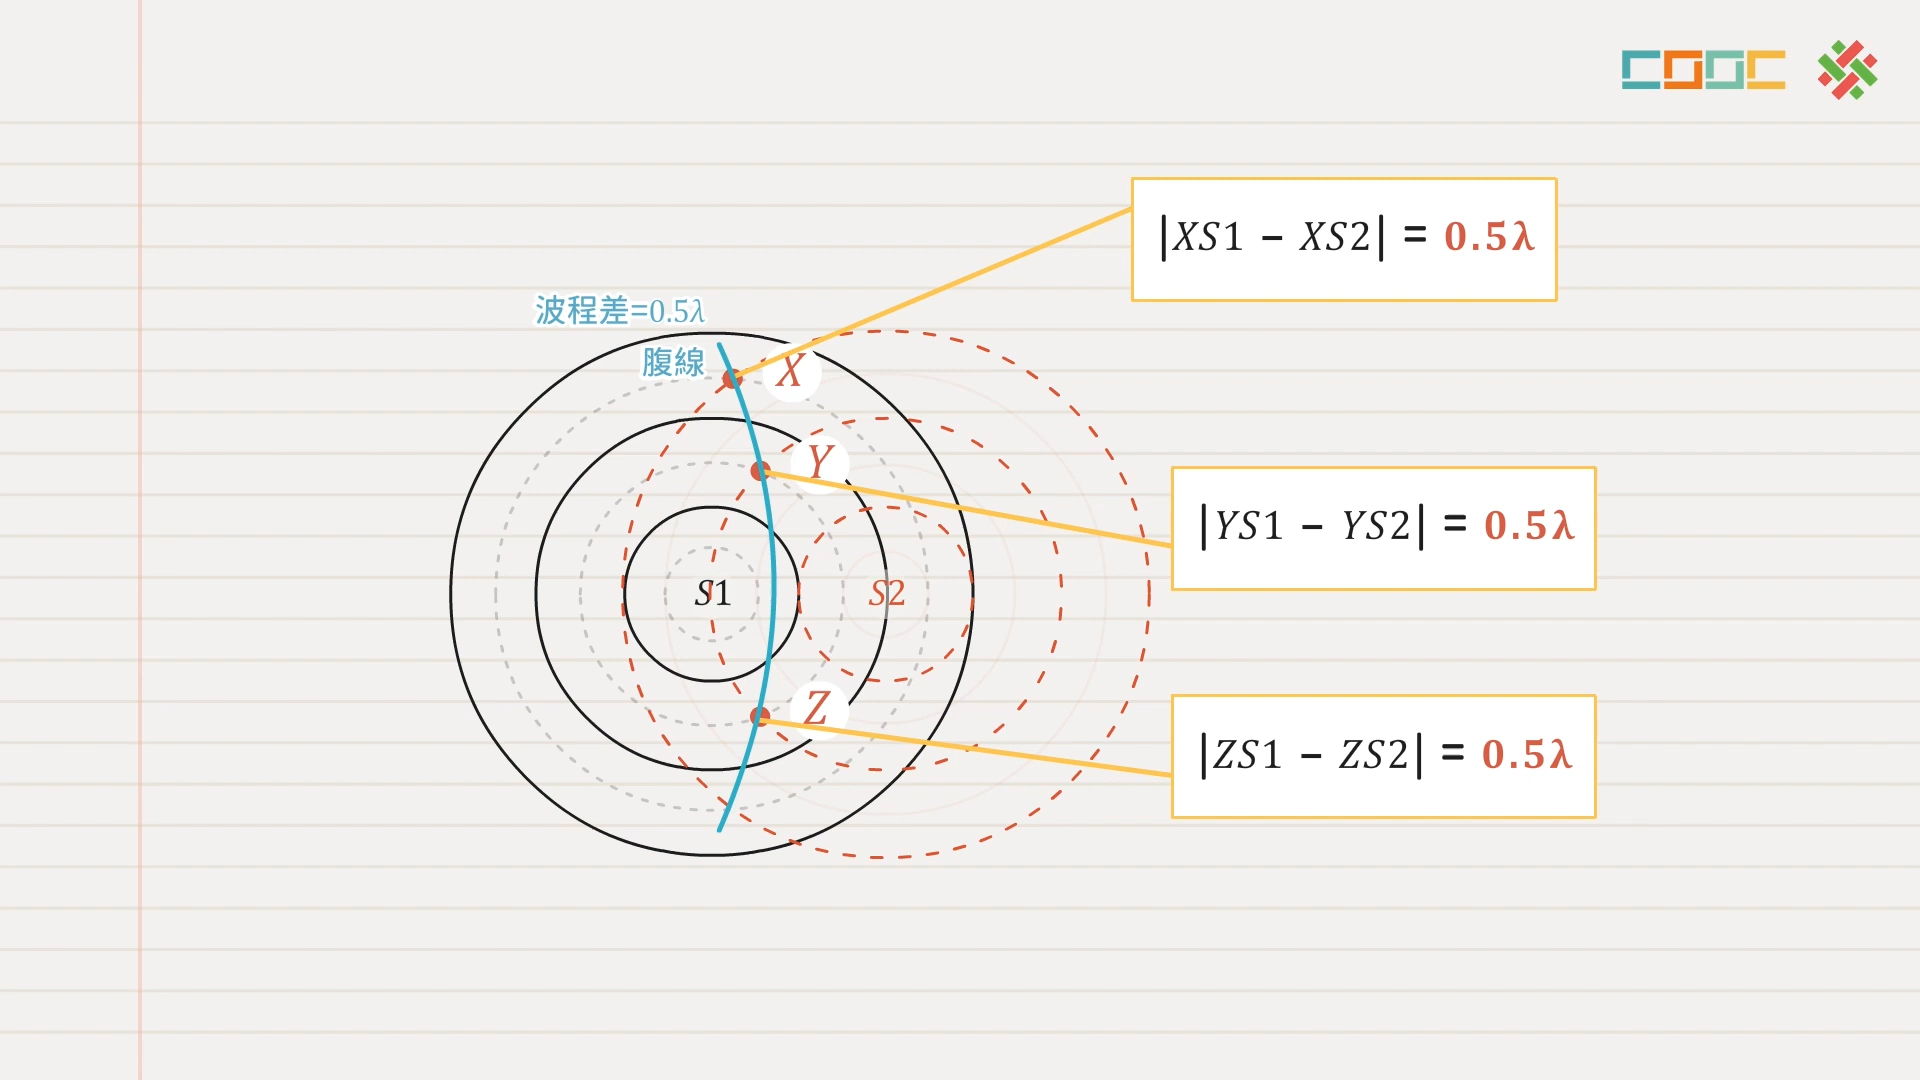 COOC
|XS1 – XS2| = 0.5λ
波程差=0.5λ
腹線
X
Y
|YS1 – YS2| = 0.5λ
S1
S2
Z
|ZS1 – ZS2| = 0.5λ